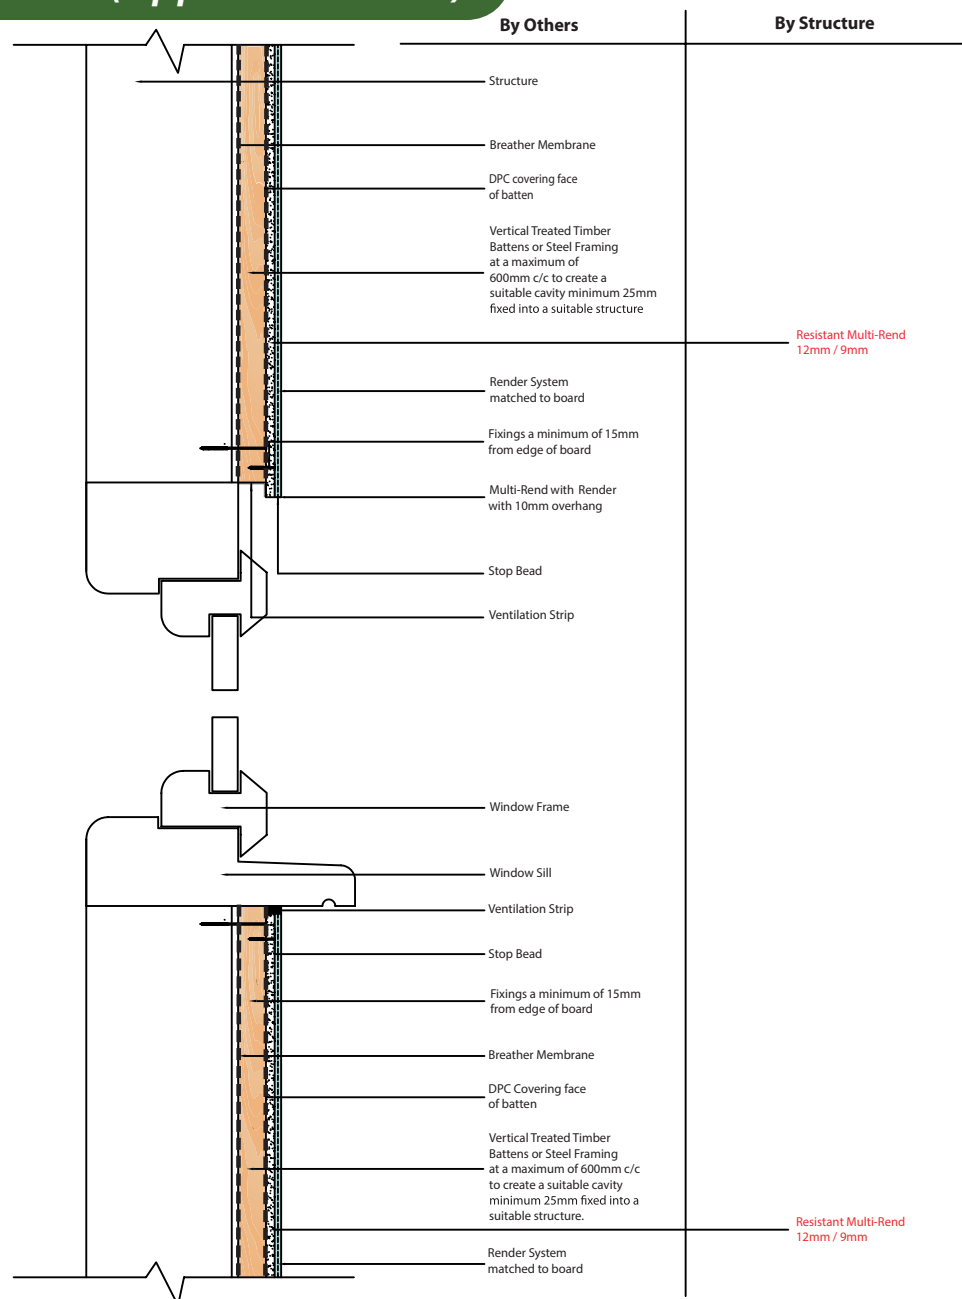 By Others
By Structure
Structure
Breather Membrane
DPC covering face
of batten
Vertical Treated Timber
Battens or Steel Framing
at a maximum of
600mm c/c to create a
suitable cavity minimum 25mm
fixed into a suitable structure
Resistant Multi-Rend
12mm / 9mm
Render System
matched to board
Fixings a minimum of 15mm
from edge of board
Multi-Rend with Render
with 10mm overhang
Stop Bead
Ventilation Strip
Window Frame
Window Sill
Ventilation Strip
Stop Bead
Fixings a minimum of 15mm
from edge of board
Breather Membrane
DPC Covering face
of batten
Vertical Treated Timber
Battens or Steel Framing
at a maximum of 600mm c/c
to create a suitable cavity
minimum 25mm fixed into a
suitable structure.
Resistant Multi-Rend
12mm / 9mm
Render System
matched to board